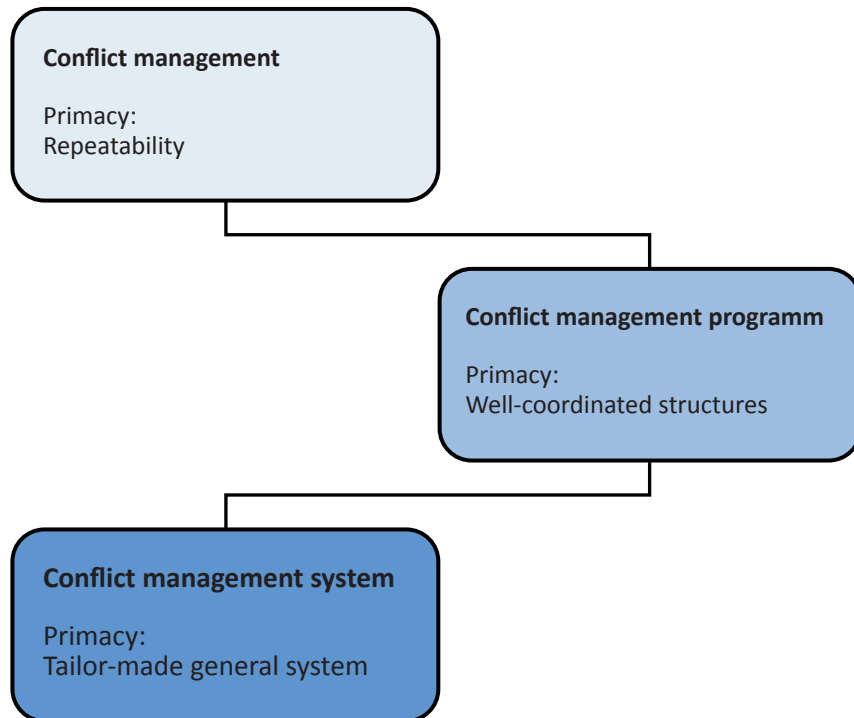 Conflict management
Primacy:
Repeatability
Conflict management programm
Primacy:
Well-coordinated structures
Conflict management system
Primacy:
Tailor-made general system